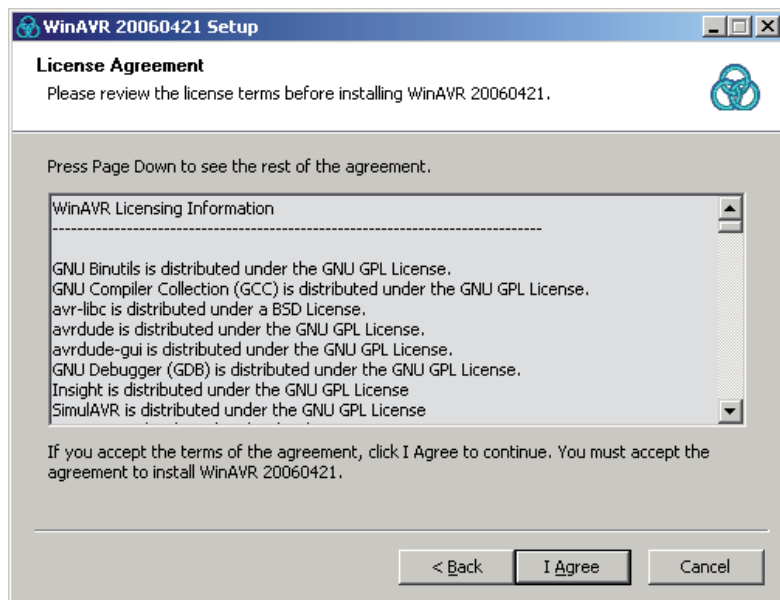 WinAVR 20060421 Setup
License Agreement
Please review the license terms before installing WinAVR 20060421.
Press Page Down to see the rest of the agreement.
WinAVR Licensing Information
-------------------------------------------------------------------------------
GNU Binutils is distributed under the GNU GPL License.
GNU Compiler Collection (GCC) is distributed under the GNU GPL License.
avr-libc is distributed under a BSD License.
avrdude is distributed under the GNU GPL License.
avrdude-gui is distributed under the GNU GPL License.
GNU Debugger (GDB) is distributed under the GNU GPL License.
Insight is distributed under the GNU GPL License
SimulAVR is distributed under the GNU GPL License
If you accept the terms of the agreement, click I Agree to continue. You must accept the
agreement to install WinAVR 20060421.
< Back
I Agree
Cancel